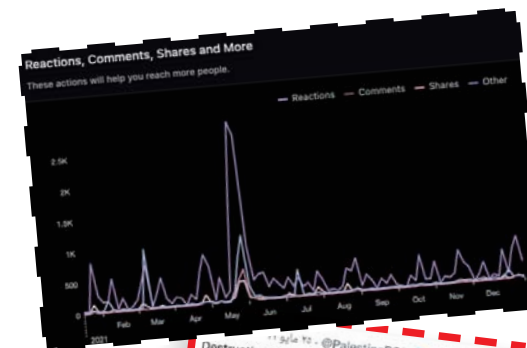 Reactions, Comments, Shares and More
These actions will help you reach more people.
Reactions Comments Shares Other
2.5K
2K
1.5K
1K
500
0
Feb Mar Apr May Jun Jul Aug Sep Oct Nov Dec
2021